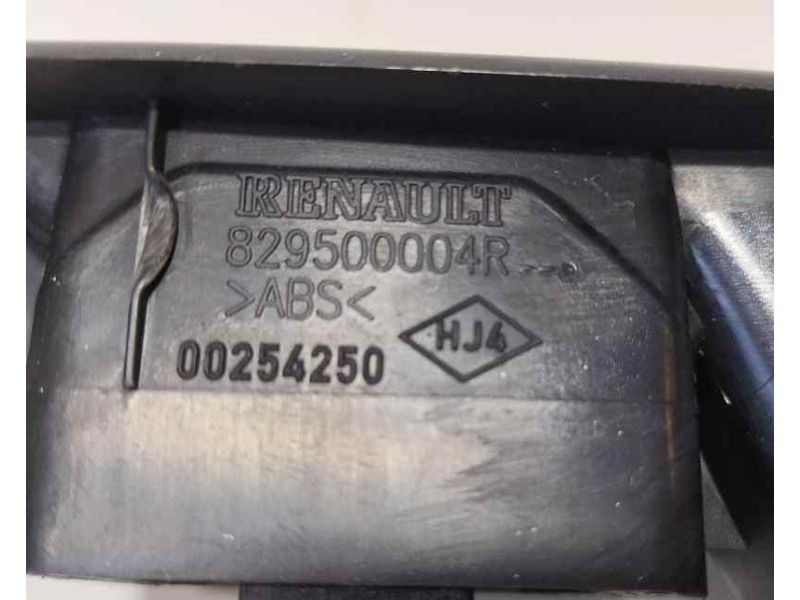 RENAULT
829500004R--
>ABS<
HJ4
00254250